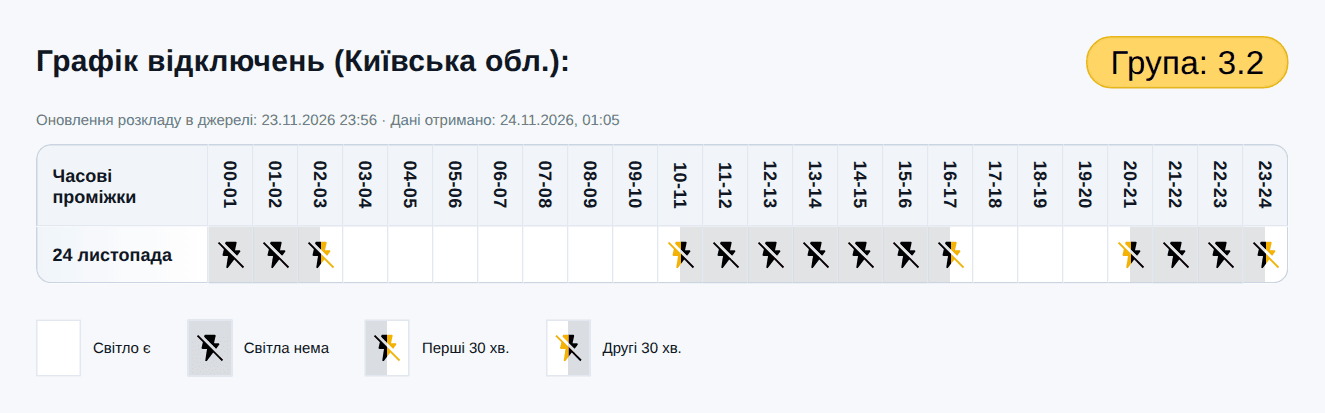 Графік відключень (Київська обл.):
Група: 3.2
Оновлення розкладу в джерелі: 23.11.2026 23:56 · Дані отримано: 24.11.2026, 01:05
Часові
проміжки
00-01
01-02
02-03
03-04
04-05
05-06
06-07
07-08
08-09
09-10
10-11
11-12
12-13
13-14
14-15
15-16
16-17
17-18
18-19
19-20
20-21
21-22
22-23
23-24
24 листопада
Світло є
Світла нема
Перші 30 хв.
Другі 30 хв.